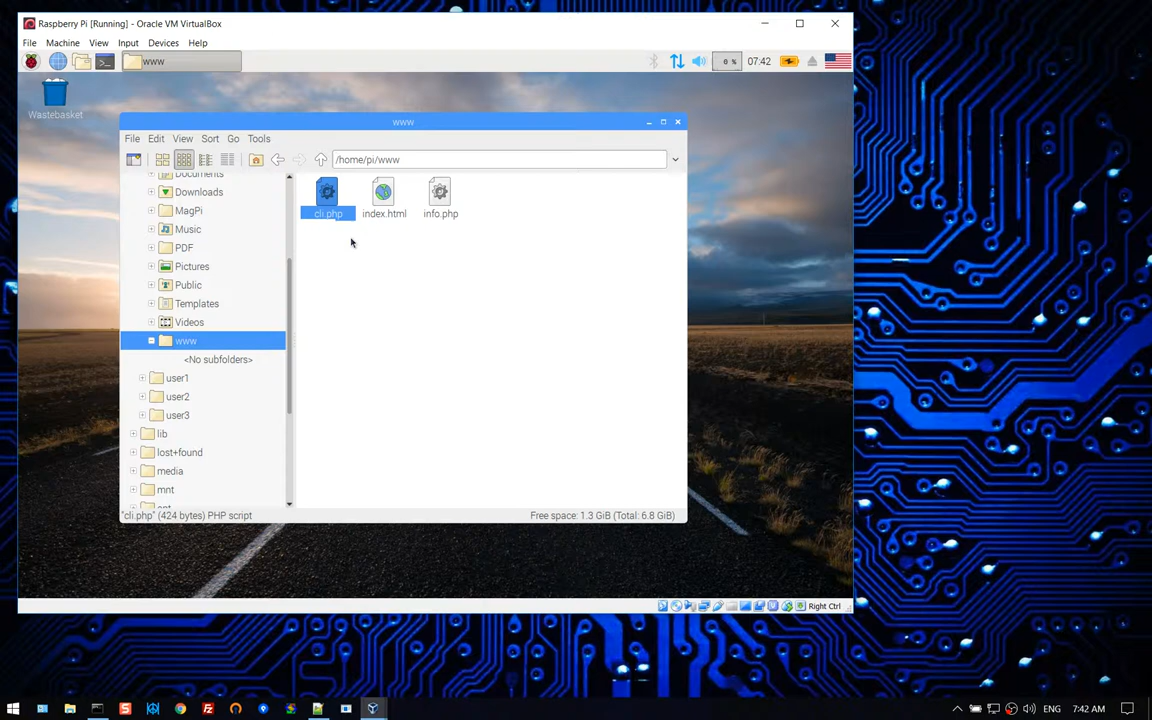 Raspberry Pi [Running] - Oracle VM VirtualBox
File Machine View Input Devices Help
www
0 %
07:42
Wastebasket
www
File Edit View Sort Go Tools
/home/pi/www
Documents
Downloads
MagPi
Music
PDF
Pictures
Public
Templates
Videos
www
<No subfolders>
user1
user2
user3
lib
lost+found
media
mnt
opt
cli.php
index.html
info.php
"cli.php" (424 bytes) PHP script
Free space: 1.3 GiB (Total: 6.8 GiB)
Right Ctrl
ENG
7:42 AM